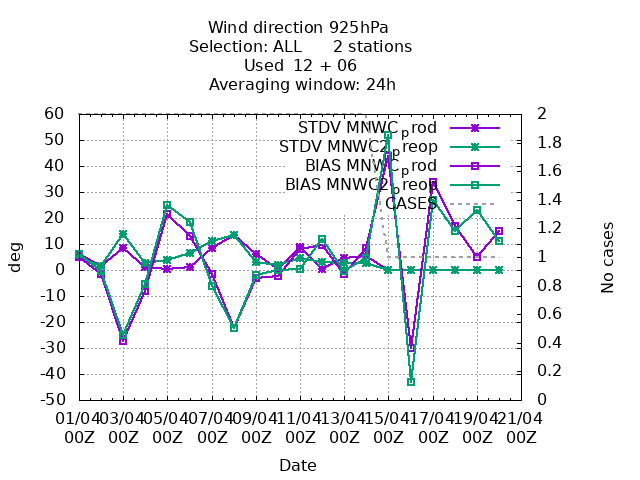 Wind direction 925hPa
Selection: ALL 2 stations
Used 12 + 06
Averaging window: 24h
STDV MNWC_prod
STDV MNWC2_preop
BIAS MNWC_prod
BIAS MNWC2_preop
CASES
60
50
40
30
20
10
0
-10
-20
-30
-40
-50
deg
2
1.8
1.6
1.4
1.2
1
0.8
0.6
0.4
0.2
0
No cases
01/04 03/04 05/04 07/04 09/04 11/04 13/04 15/04 17/04 19/04 21/04
00Z 00Z 00Z 00Z 00Z 00Z 00Z 00Z 00Z 00Z 00Z
Date